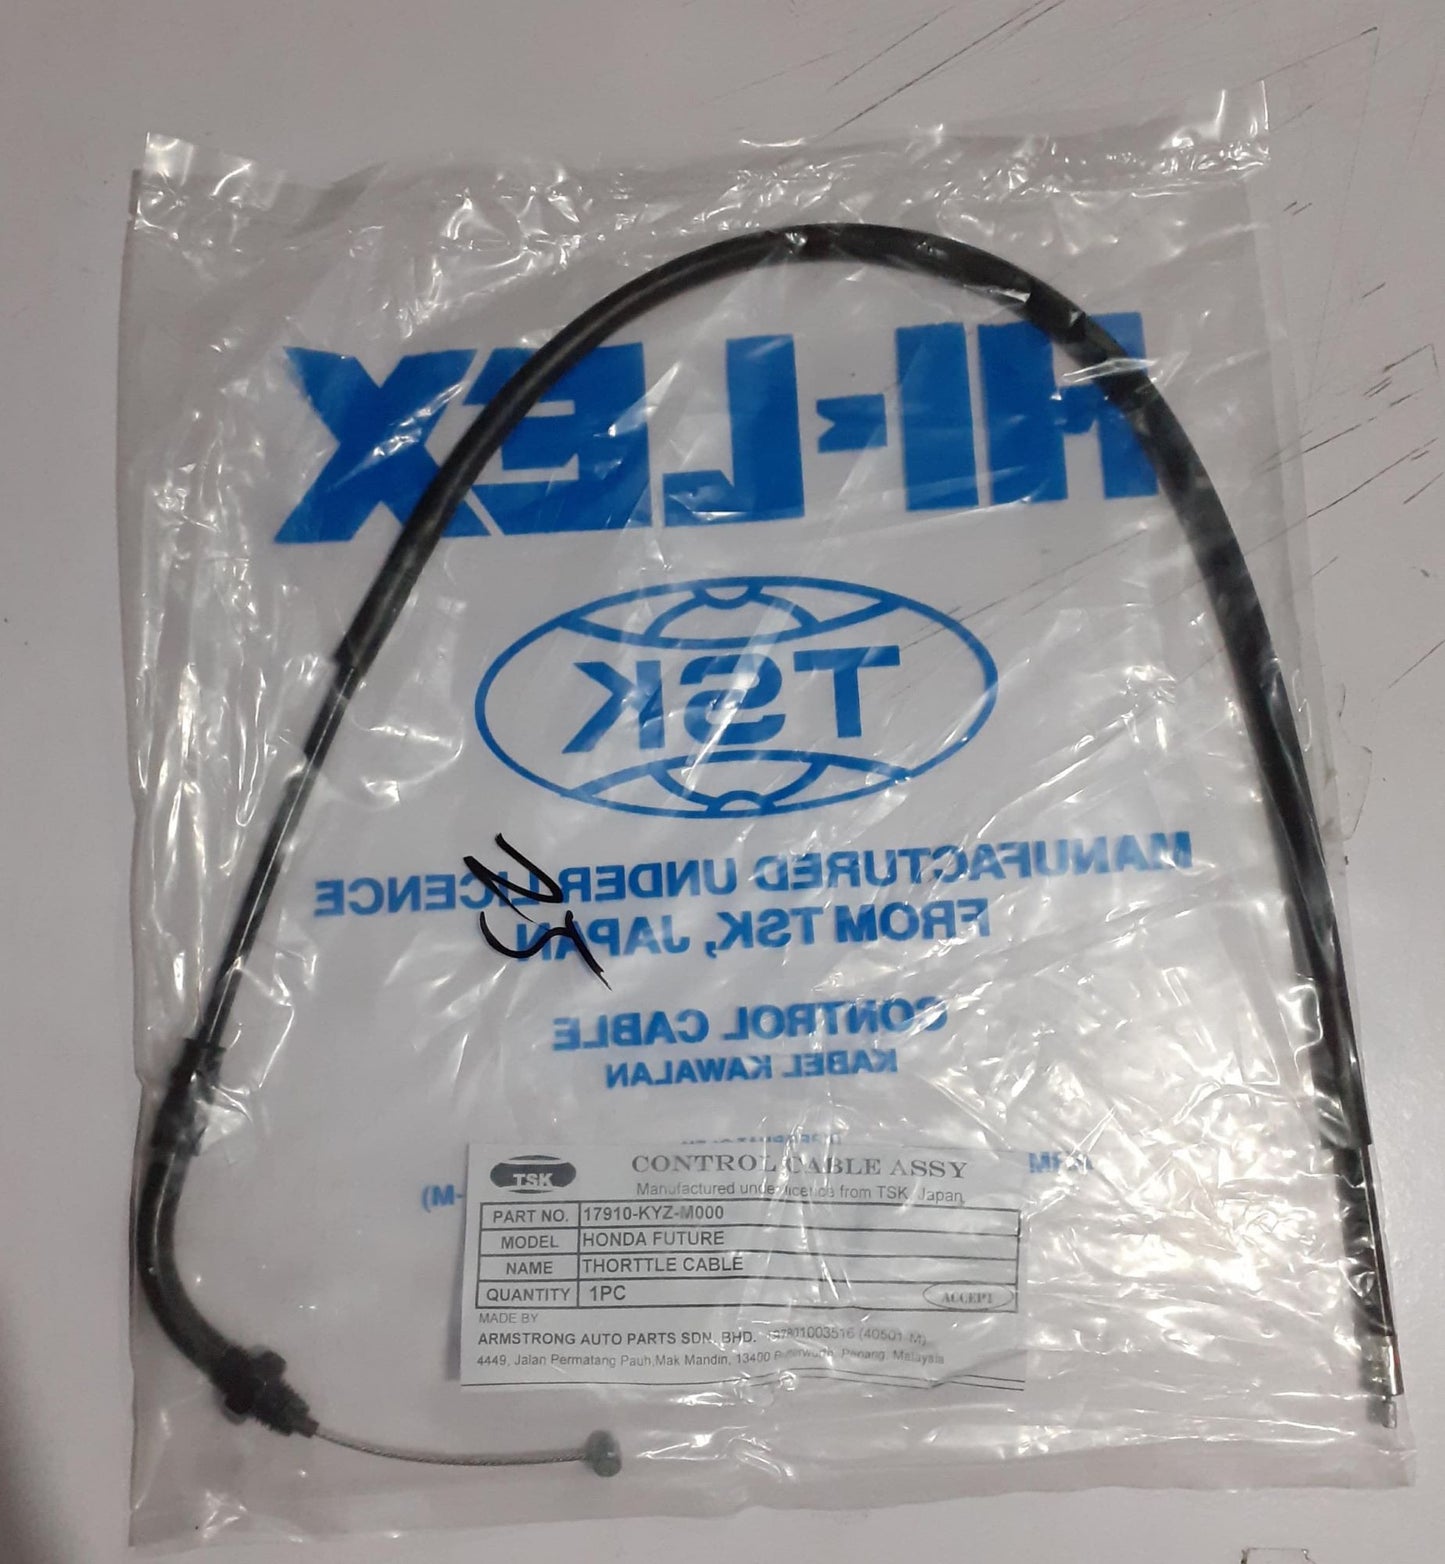 HI-LEX
TSK
MANUFACTURED UNDER LICENCE
FROM TSK, JAPAN
CONTROL CABLE
KABEL KAWALAN
TSK
CONTROL CABLE ASSY
Manufactured under licence from TSK, Japan
PART NO. 17910-KYZ-M000
MODEL HONDA FUTURE
NAME THORTTLE CABLE
QUANTITY 1PC
ACCEPT
MADE BY
ARMSTRONG AUTO PARTS SDN. BHD. (40501-M)
4449, Jalan Permatang Pauh,Mak Mandin, 13400 Butterworth, Penang, Malaysia